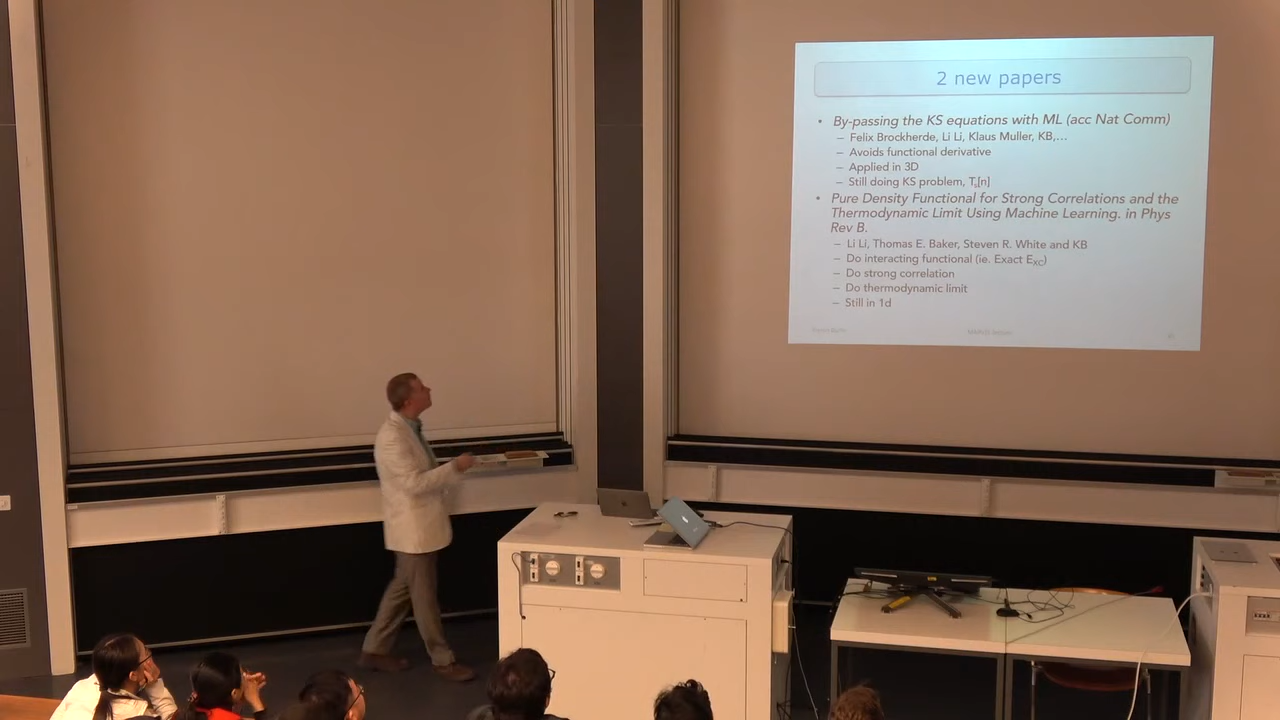 2 new papers
• By-passing the KS equations with ML (acc Nat Comm)
– Felix Brockherde, Li Li, Klaus Muller, KB,...
– Avoids functional derivative
– Applied in 3D
– Still doing KS problem, Ts[n]
• Pure Density Functional for Strong Correlations and the
Thermodynamic Limit Using Machine Learning. in Phys
Rev B.
– Li Li, Thomas E. Baker, Steven R. White and KB
– Do interacting functional (ie. Exact EXC)
– Do strong correlation
– Do thermodynamic limit
– Still in 1d